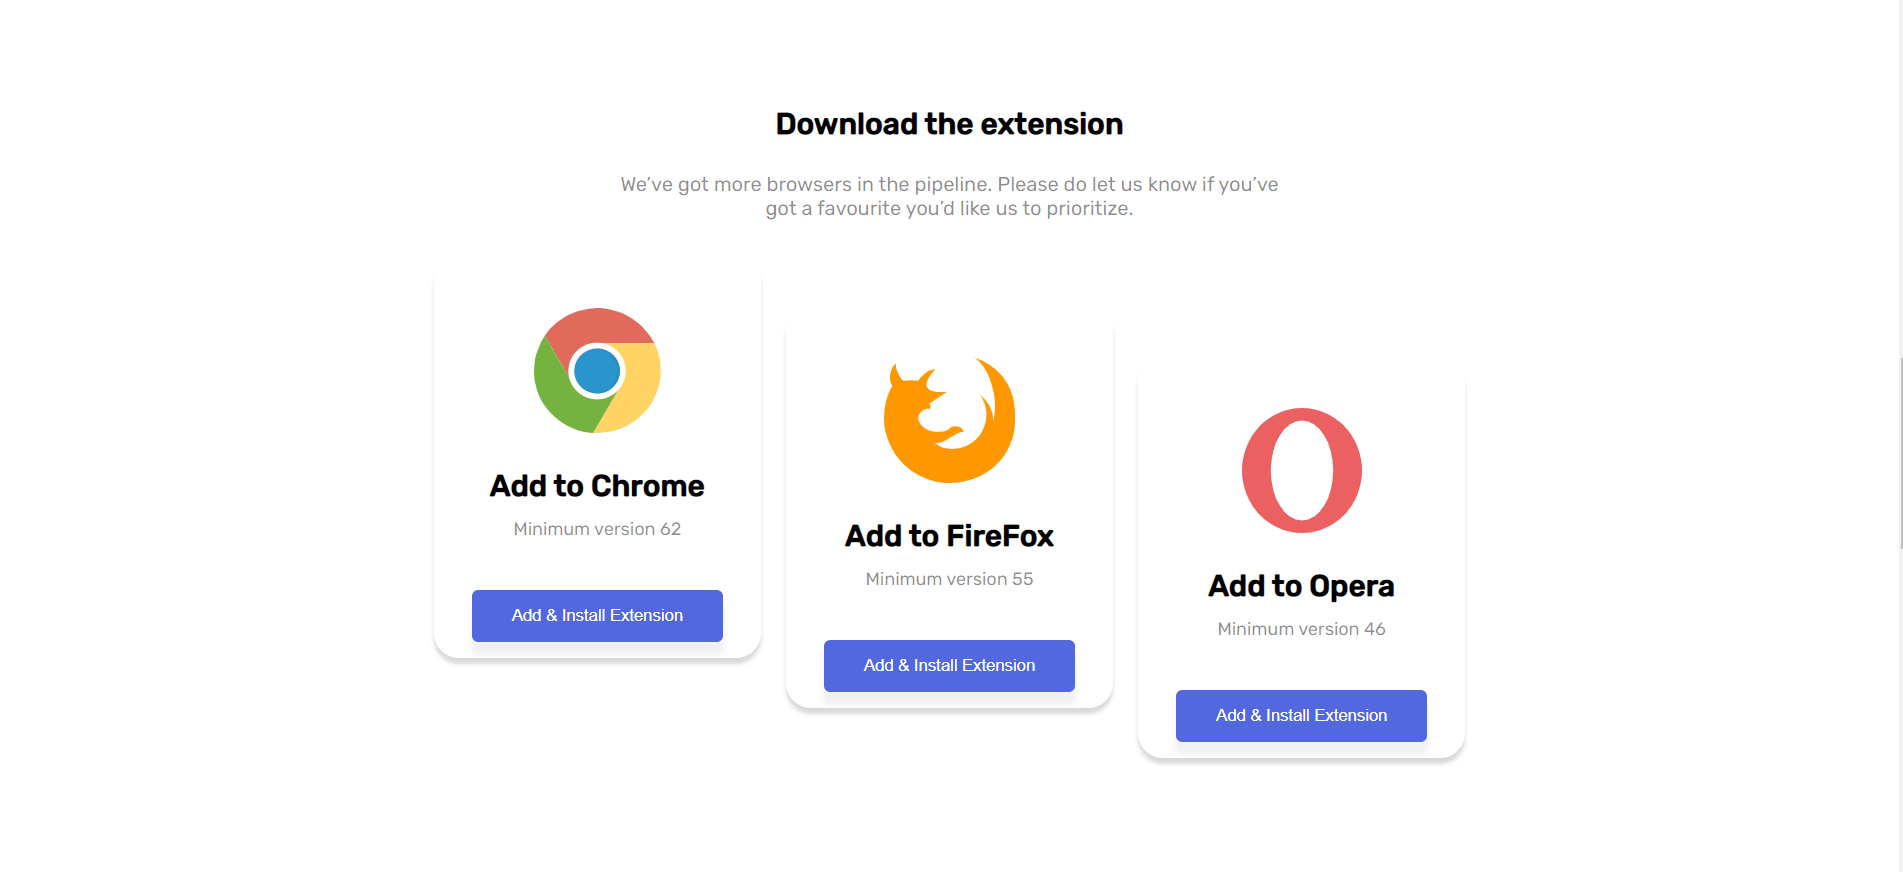 Download the extension
We’ve got more browsers in the pipeline. Please do let us know if you’ve
got a favourite you’d like us to prioritize.
Add to Chrome
Minimum version 62
Add & Install Extension
Add to FireFox
Minimum version 55
Add & Install Extension
Add to Opera
Minimum version 46
Add & Install Extension